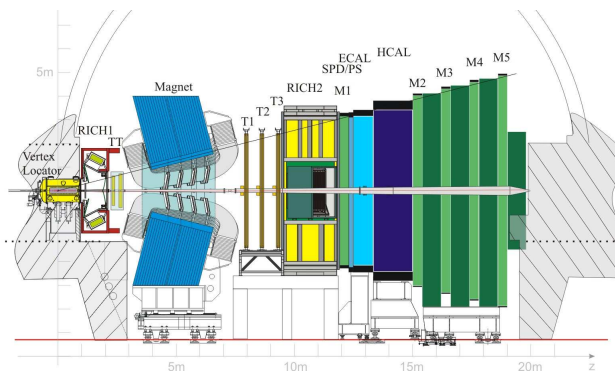 5m
Vertex
Locator
RICH1
TT
Magnet
T1
T2
T3
RICH2
M1
SPD/PS
ECAL
HCAL
M2
M3
M4
M5
5m
10m
15m
20m
z